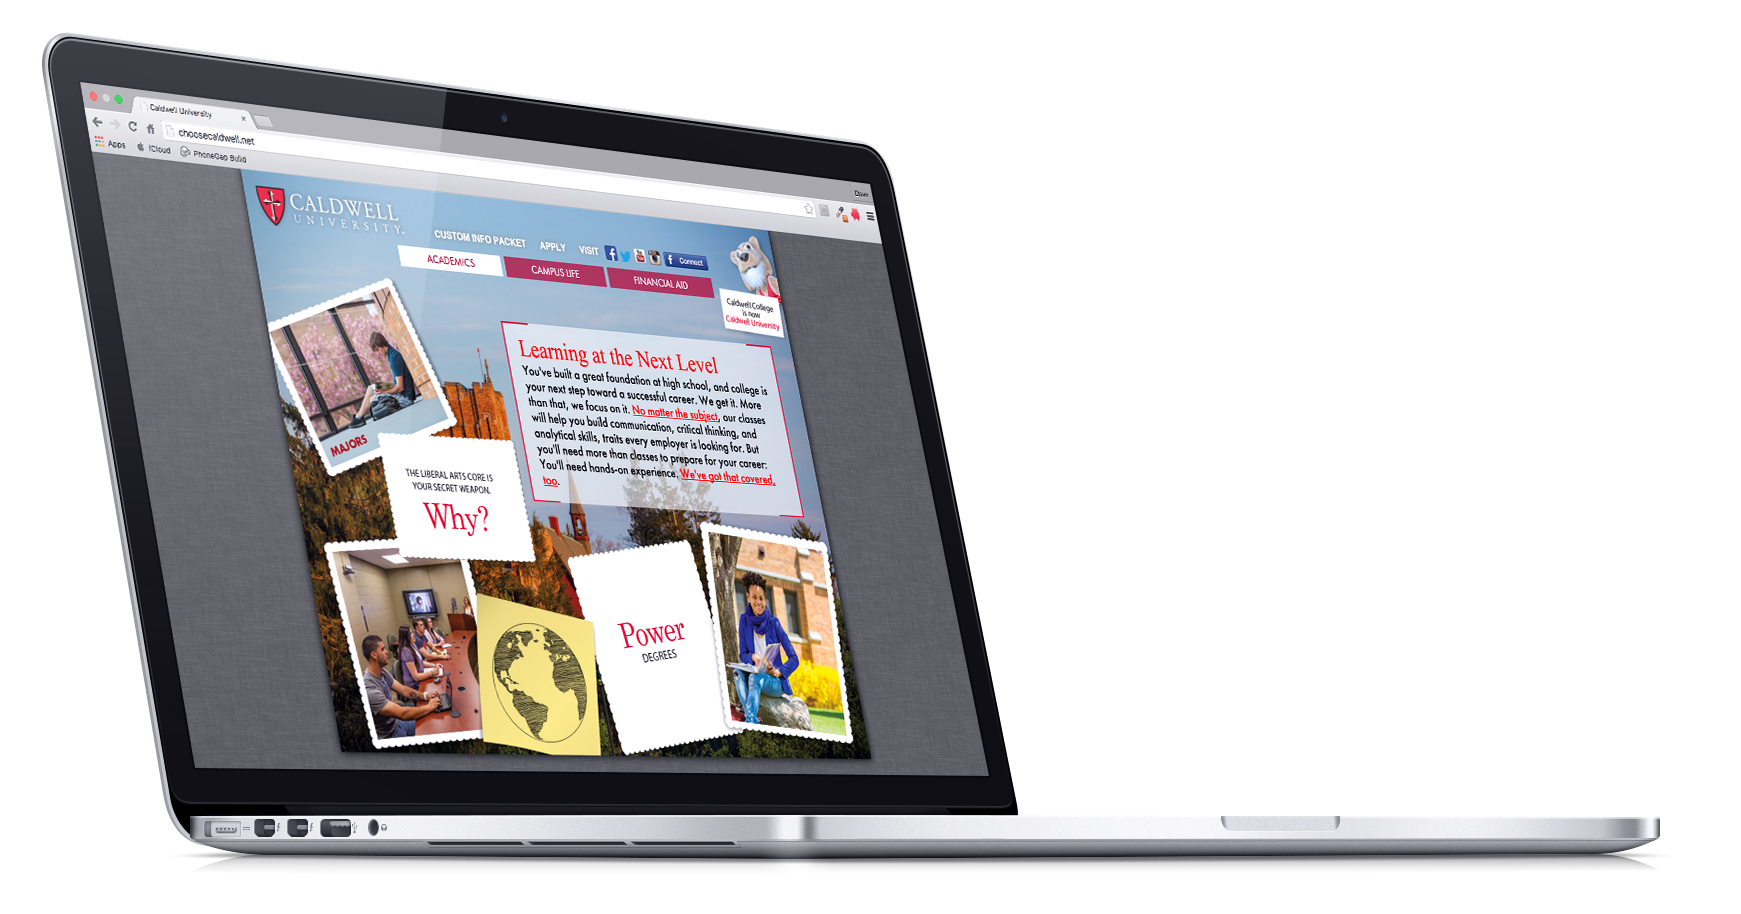 Caldwell University
choosecaldwell.net
Dave
Apps
iCloud
PhoneGap Build
CALDWELL
UNIVERSITY
CUSTOM INFO PACKET
APPLY
VISIT
f
You
Tube
f Connect
ACADEMICS
CAMPUS LIFE
FINANCIAL AID
Caldwell College
is now
Caldwell University
Learning at the Next Level
You've built a great foundation at high school, and college is
your next step toward a successful career. We get it. More
than that, we focus on it. No matter the subject, our classes
will help you build communication, critical thinking, and
analytical skills, traits every employer is looking for. But
you'll need more than classes to prepare for your career:
You'll need hands-on experience. We've got that covered,
too.
MAJORS
THE LIBERAL ARTS CORE IS
YOUR SECRET WEAPON.
Why?
Power
DEGREES